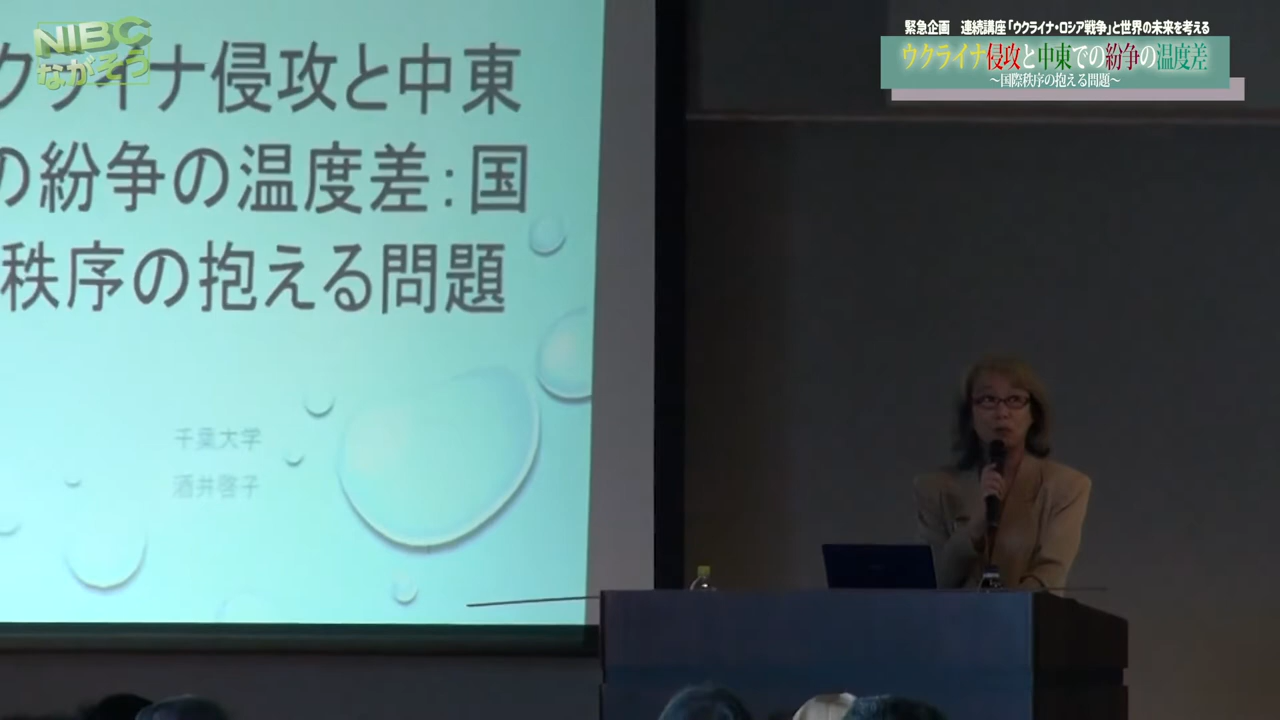 NIBC
ながそう
緊急企画 連続講座「ウクライナ・ロシア戦争」と世界の未来を考える
ウクライナ侵攻と中東での紛争の温度差
～国際秩序の抱える問題～
クライナ侵攻と中東
の紛争の温度差：国
秩序の抱える問題
千葉大学
酒井啓子